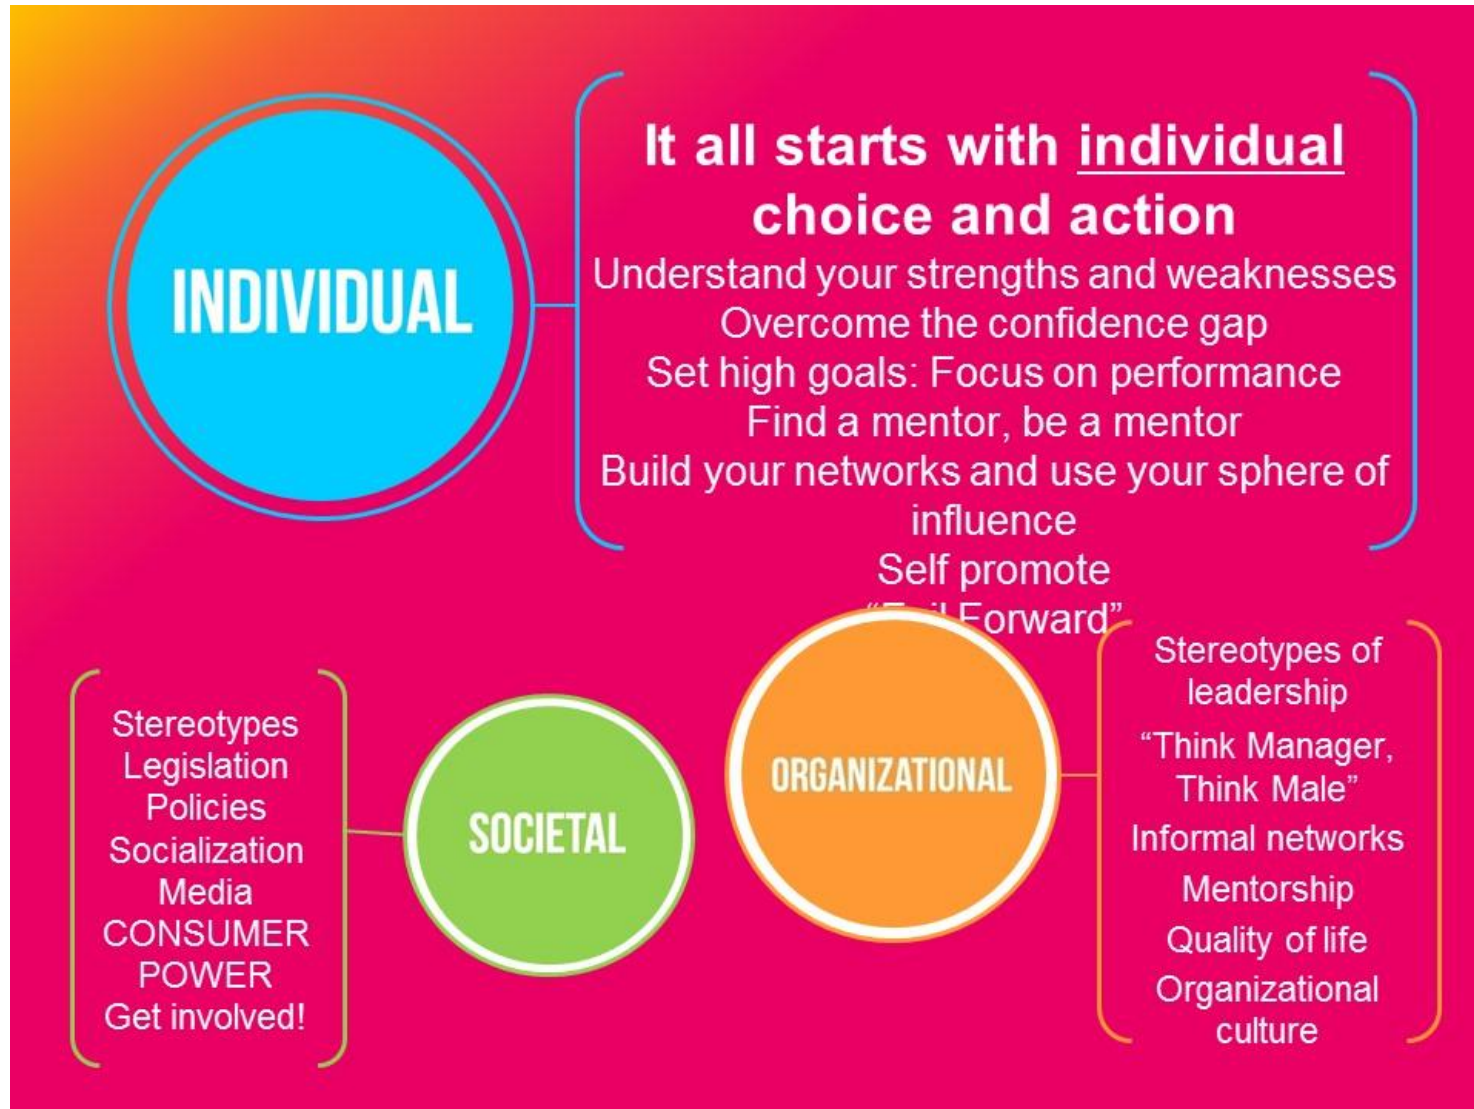 INDIVIDUAL
It all starts with individual
choice and action
Understand your strengths and weaknesses
Overcome the confidence gap
Set high goals: Focus on performance
Find a mentor, be a mentor
Build your networks and use your sphere of
influence
Self promote
Forward”
Stereotypes
Legislation
Policies
Socialization
Media
CONSUMER
POWER
Get involved!
SOCIETAL
ORGANIZATIONAL
Stereotypes of
leadership
“Think Manager,
Think Male”
Informal networks
Mentorship
Quality of life
Organizational
culture